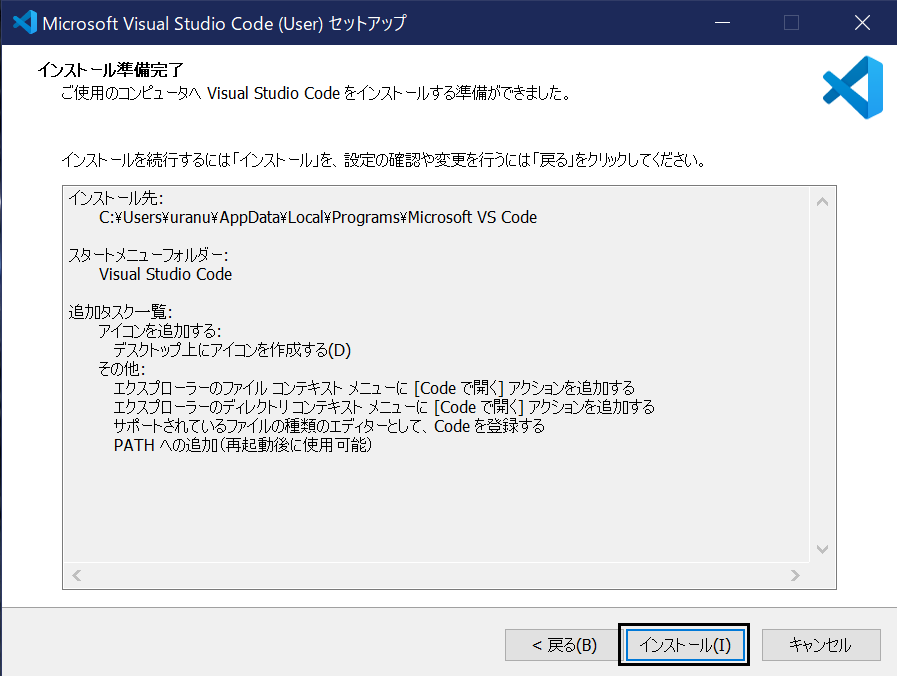 Microsoft Visual Studio Code (User) セットアップ
インストール準備完了
ご使用のコンピュータへ Visual Studio Code をインストールする準備ができました。
インストールを続行するには「インストール」を、設定の確認や変更を行うには「戻る」をクリックしてください。
インストール先:
C:¥Users¥uranu¥AppData¥Local¥Programs¥Microsoft VS Code
スタートメニューフォルダー:
Visual Studio Code
追加タスク一覧:
アイコンを追加する:
デスクトップ上にアイコンを作成する(D)
その他:
エクスプローラーのファイル コンテキスト メニューに [Code で開く] アクションを追加する
エクスプローラーのディレクトリ コンテキスト メニューに [Code で開く] アクションを追加する
サポートされているファイルの種類のエディターとして、Code を登録する
PATH への追加（再起動後に使用可能）
< 戻る(B) インストール(I) キャンセル